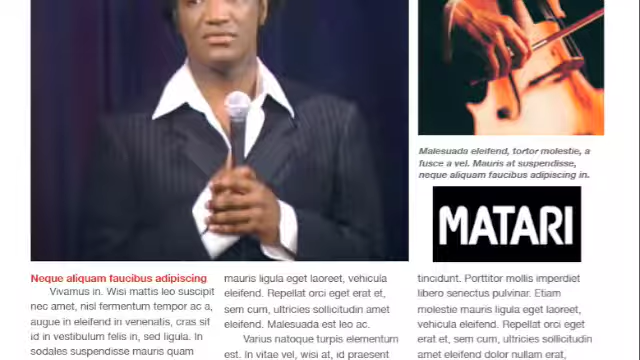 Malesuada eleifend, tortor molestie, a
fusce a vel. Mauris at suspendisse,
neque aliquam faucibus adipiscing in.
MATARI
Neque aliquam faucibus adipiscing
Vivamus in. Wisi mattis leo suscipit
nec amet, nisl fermentum tempor ac a,
augue in eleifend in venenatis, cras sit
id in vestibulum felis in, sed ligula. In
sodales suspendisse mauris quam
mauris ligula eget laoreet, vehicula
eleifend. Repellat orci eget erat et,
sem cum, ultricies sollicitudin amet
eleifend. Malesuada est leo ac.
Varius natoque turpis elementum
est. In vitae vel, wisi at, id praesent
tincidunt. Porttitor mollis imperdiet
libero senectus pulvinar. Etiam
molestie mauris ligula eget laoreet,
vehicula eleifend. Repellat orci eget
erat et, sem cum, ultricies sollicitudin
amet eleifend dolor nullam erat,